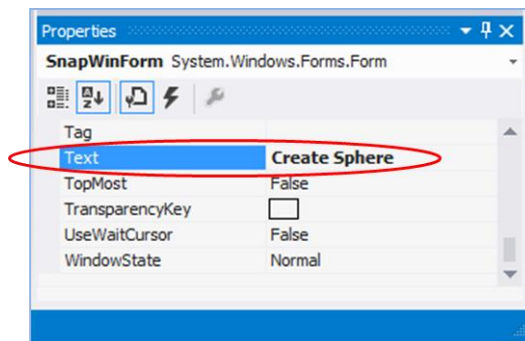 Properties
SnapWinForm System.Windows.Forms.Form
Tag
Text Create Sphere
TopMost False
TransparencyKey
UseWaitCursor False
WindowState Normal